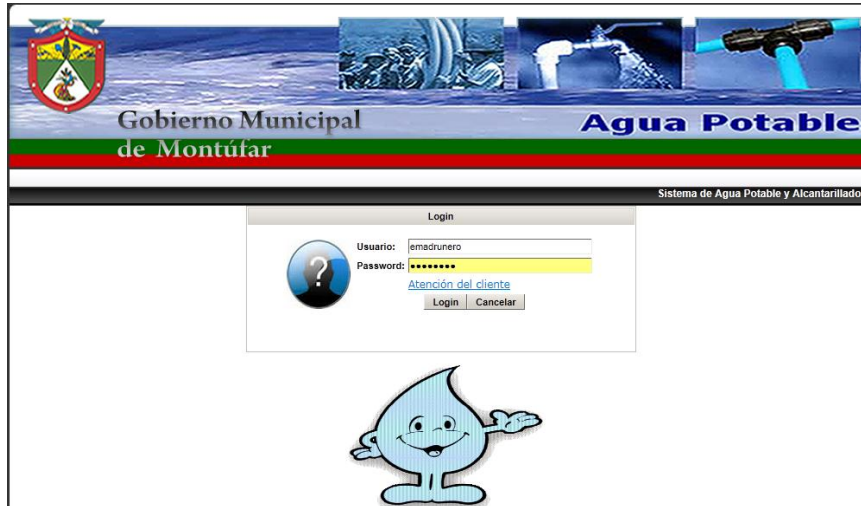 Gobierno Municipal
de Montúfar
Agua Potable
Sistema de Agua Potable y Alcantarillado
Login
Usuario: emadrunero
Password: ••••••••
Atención del cliente
Login Cancelar